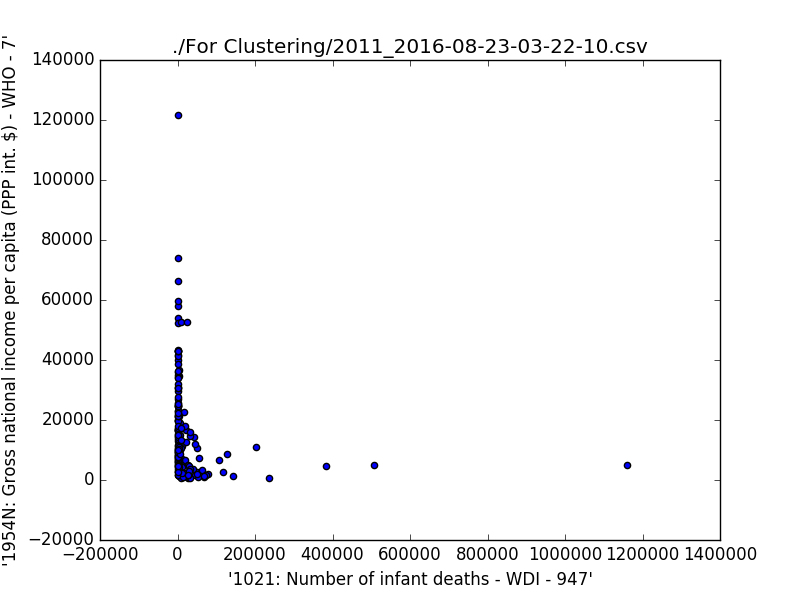 ./For Clustering/2011_2016-08-23-03-22-10.csv
140000
120000
100000
80000
60000
40000
20000
0
−20000
−200000 0 200000 400000 600000 800000 1000000 1200000 1400000
'1021: Number of infant deaths - WDI - 947'
'1954N: Gross national income per capita (PPP int. $) - WHO - 7'